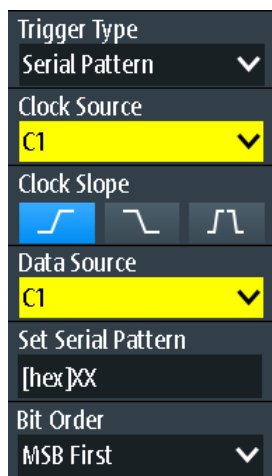 Trigger Type
Serial Pattern
Clock Source
C1
Clock Slope
Data Source
C1
Set Serial Pattern
[hex]XX
Bit Order
MSB First